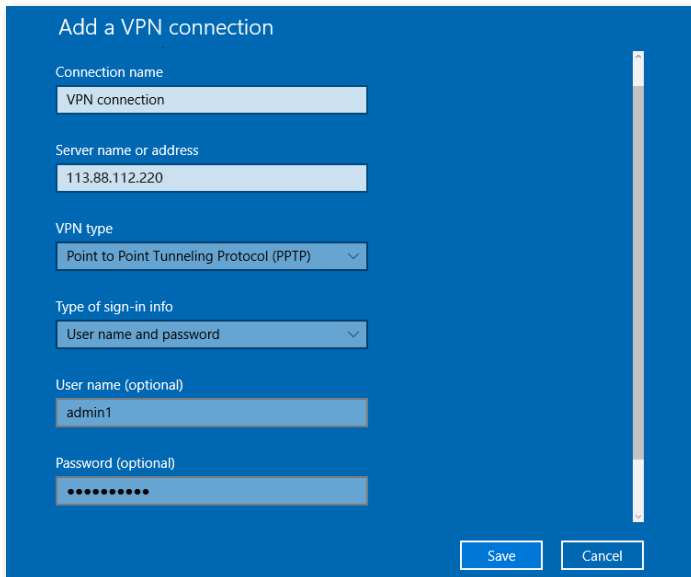 Add a VPN connection
Connection name
VPN connection
Server name or address
113.88.112.220
VPN type
Point to Point Tunneling Protocol (PPTP)
Type of sign-in info
User name and password
User name (optional)
admin1
Password (optional)
••••••••••
Save Cancel